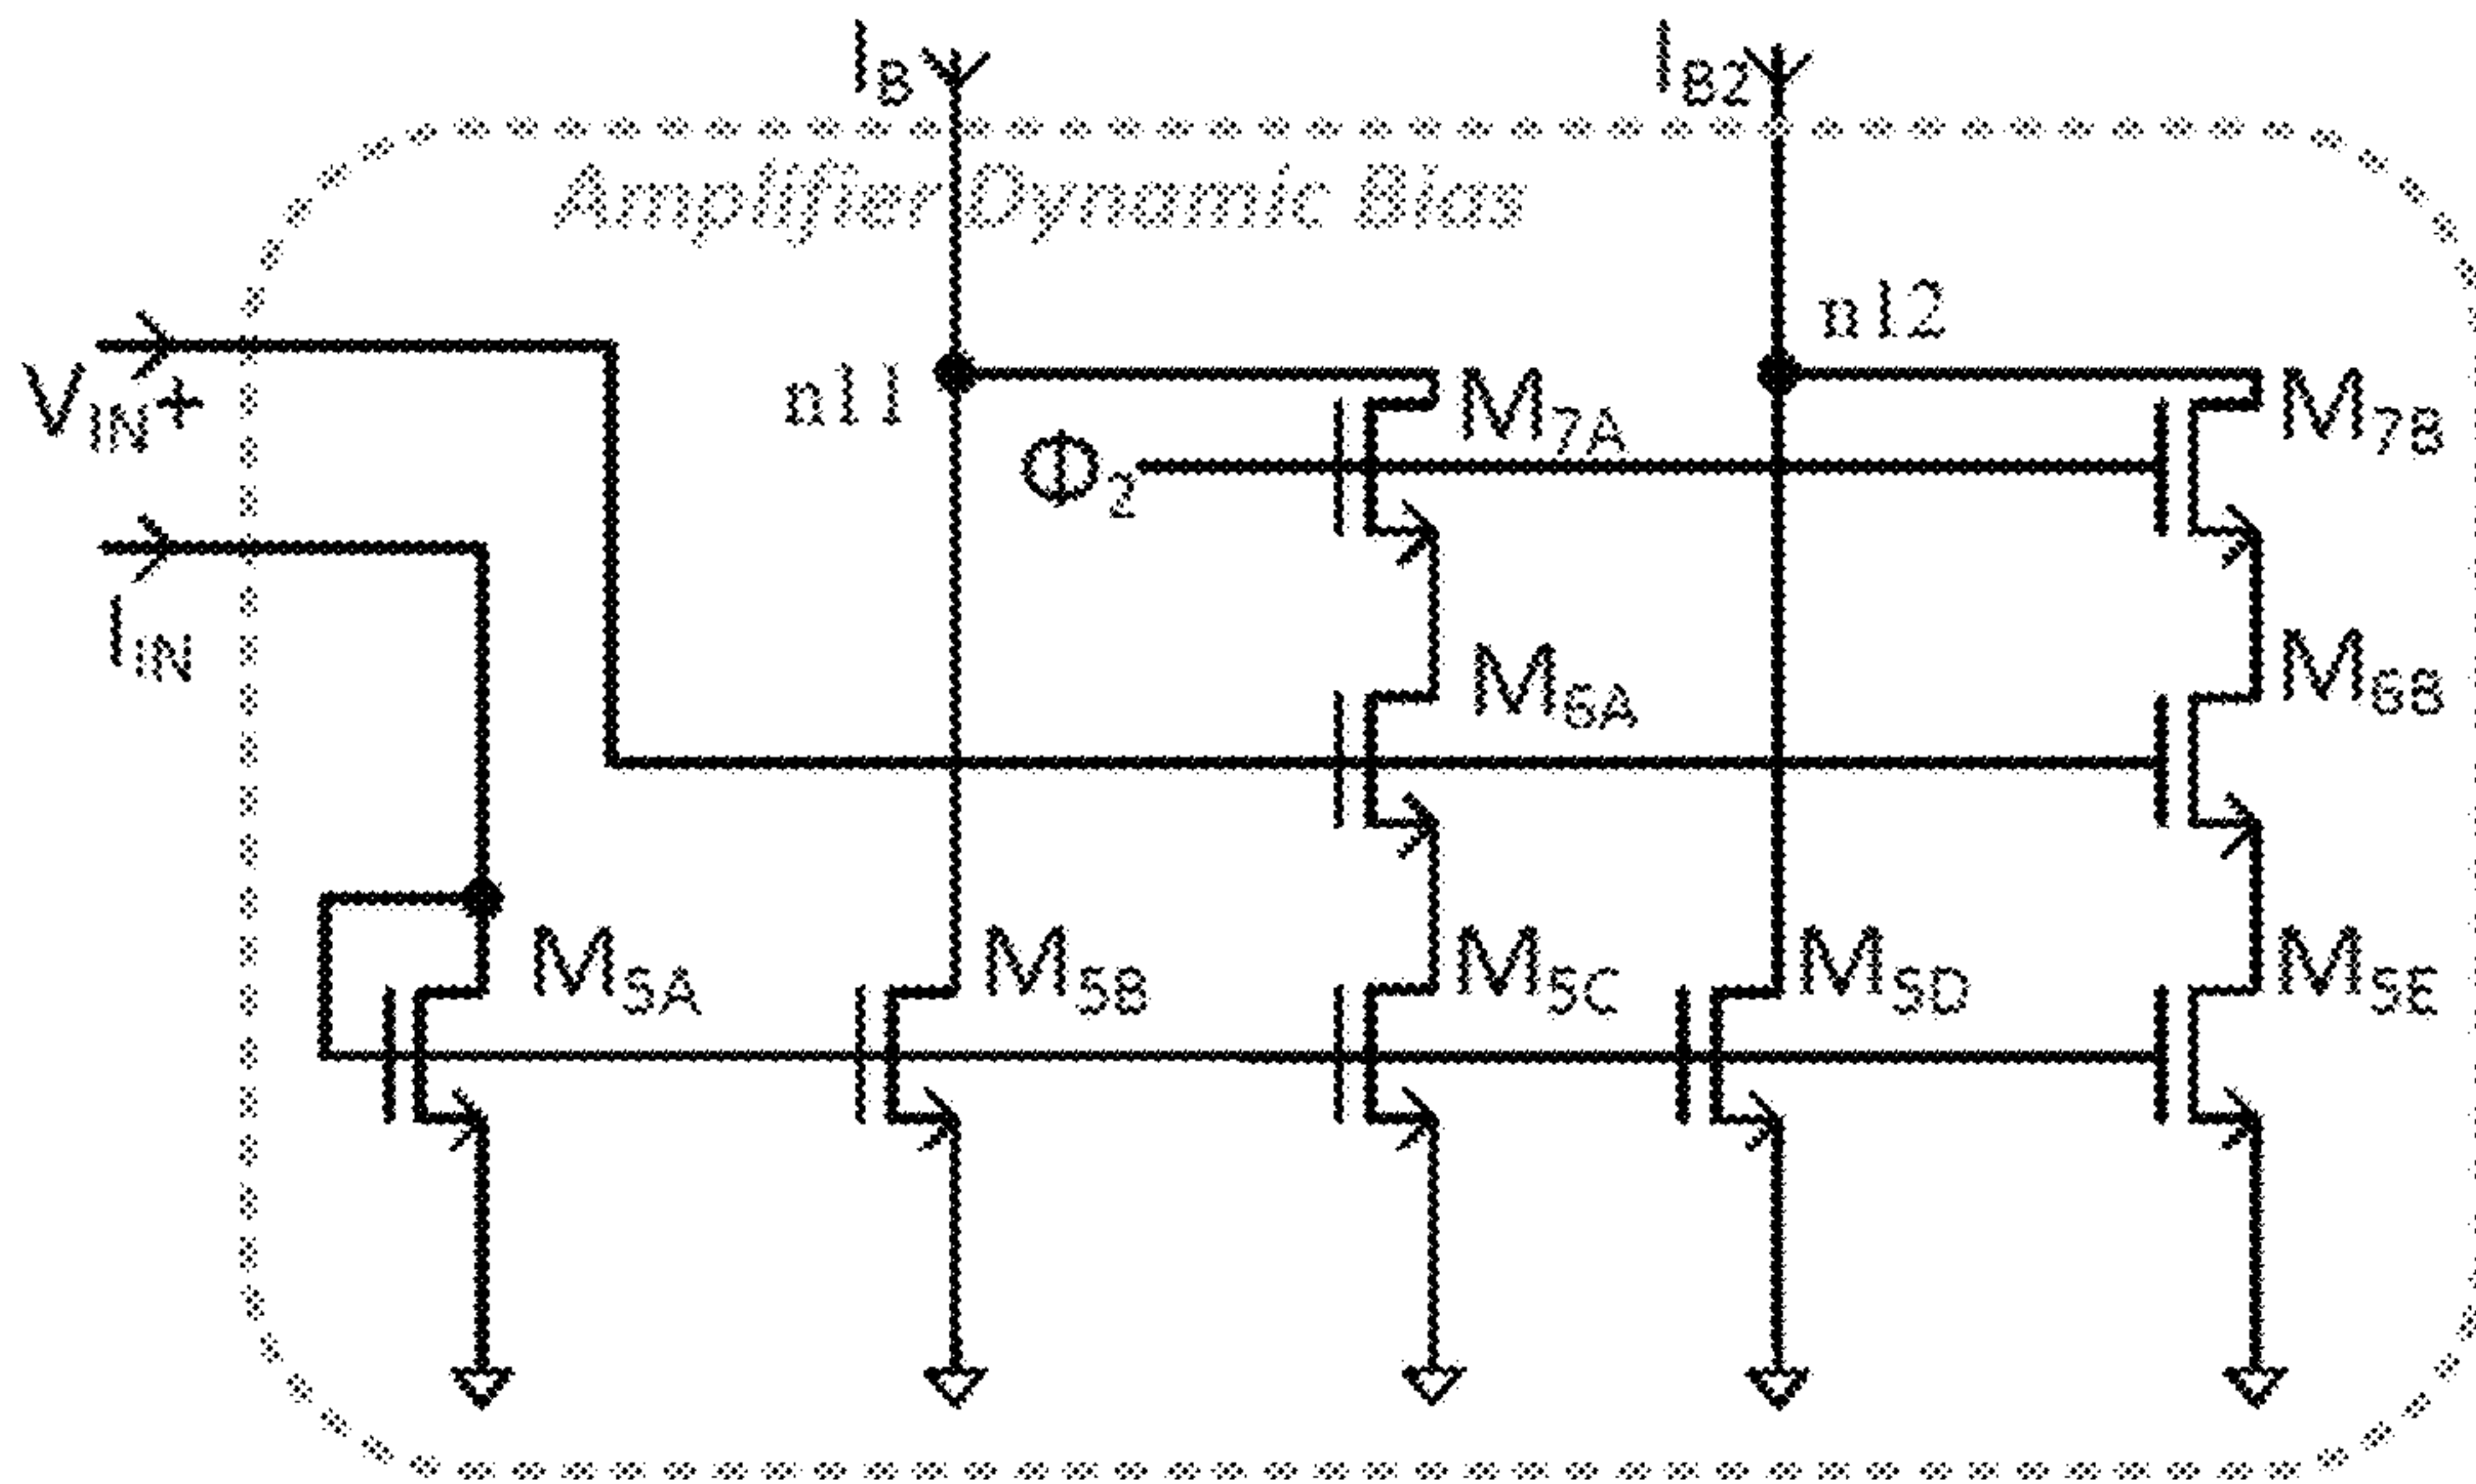 IB
IB2
Amplifier Dynamic Bias
n12
VIN+
n11
M7A
M7B
Φ2
IIN
M6A
M6B
M5A
M5B
M5C
M5D
M5E